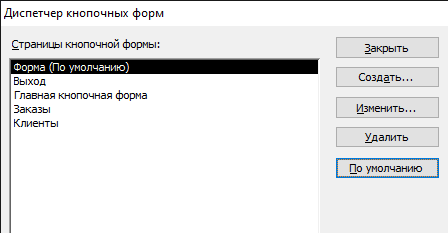 Диспетчер кнопочных форм
Страницы кнопочной формы:
Форма (По умолчанию)
Выход
Главная кнопочная форма
Заказы
Клиенты
Закрыть
Создать...
Изменить...
Удалить
По умолчанию